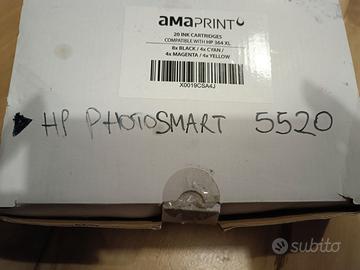 AMAPRINT
20 INK CARTRIDGES
COMPATIBLE WITH HP 364 XL
8x BLACK / 4x CYAN /
4x MAGENTA / 4x YELLOW
X0019CSA4J
HP PHOTOSMART 5520
subito